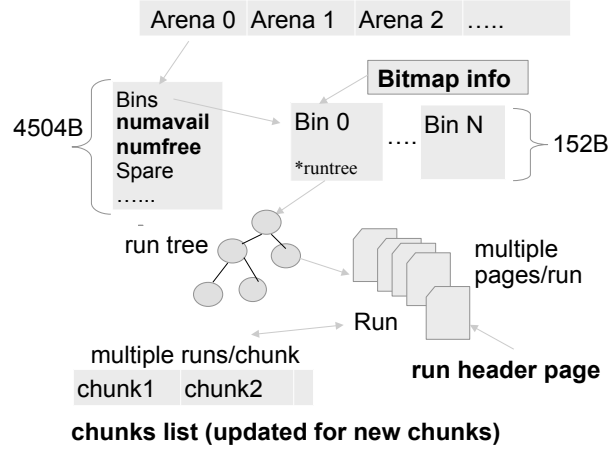 Arena 0 Arena 1 Arena 2 .....
Bitmap info
4504B
Bins
numavail
numfree
Spare
......
Bin 0
*runtree
....
Bin N
152B
run tree
multiple
pages/run
Run
run header page
multiple runs/chunk
chunk1 chunk2
chunks list (updated for new chunks)